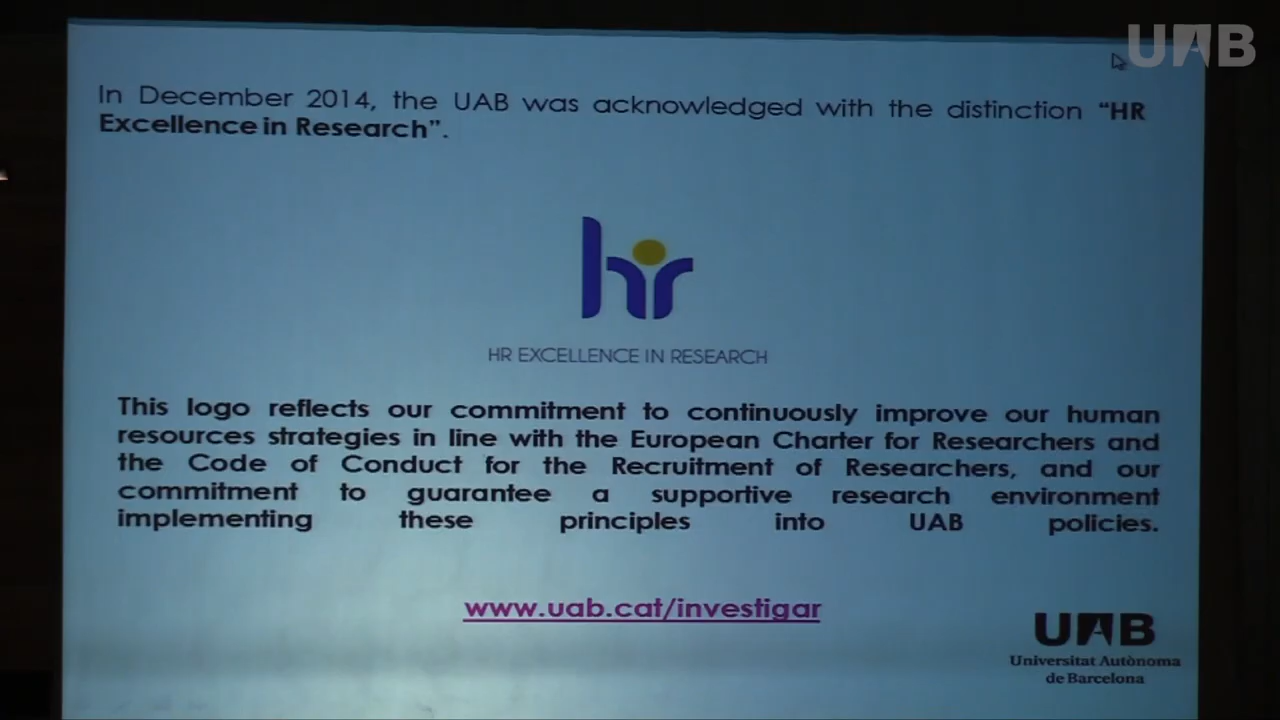 UAB
In December 2014, the UAB was acknowledged with the distinction “HR
Excellence in Research”.
hr
HR EXCELLENCE IN RESEARCH
This logo reflects our commitment to continuously improve our human
resources strategies in line with the European Charter for Researchers and
the Code of Conduct for the Recruitment of Researchers, and our
commitment to guarantee a supportive research environment
implementing these principles into UAB policies.
www.uab.cat/investigar
UAB
Universitat Autònoma
de Barcelona